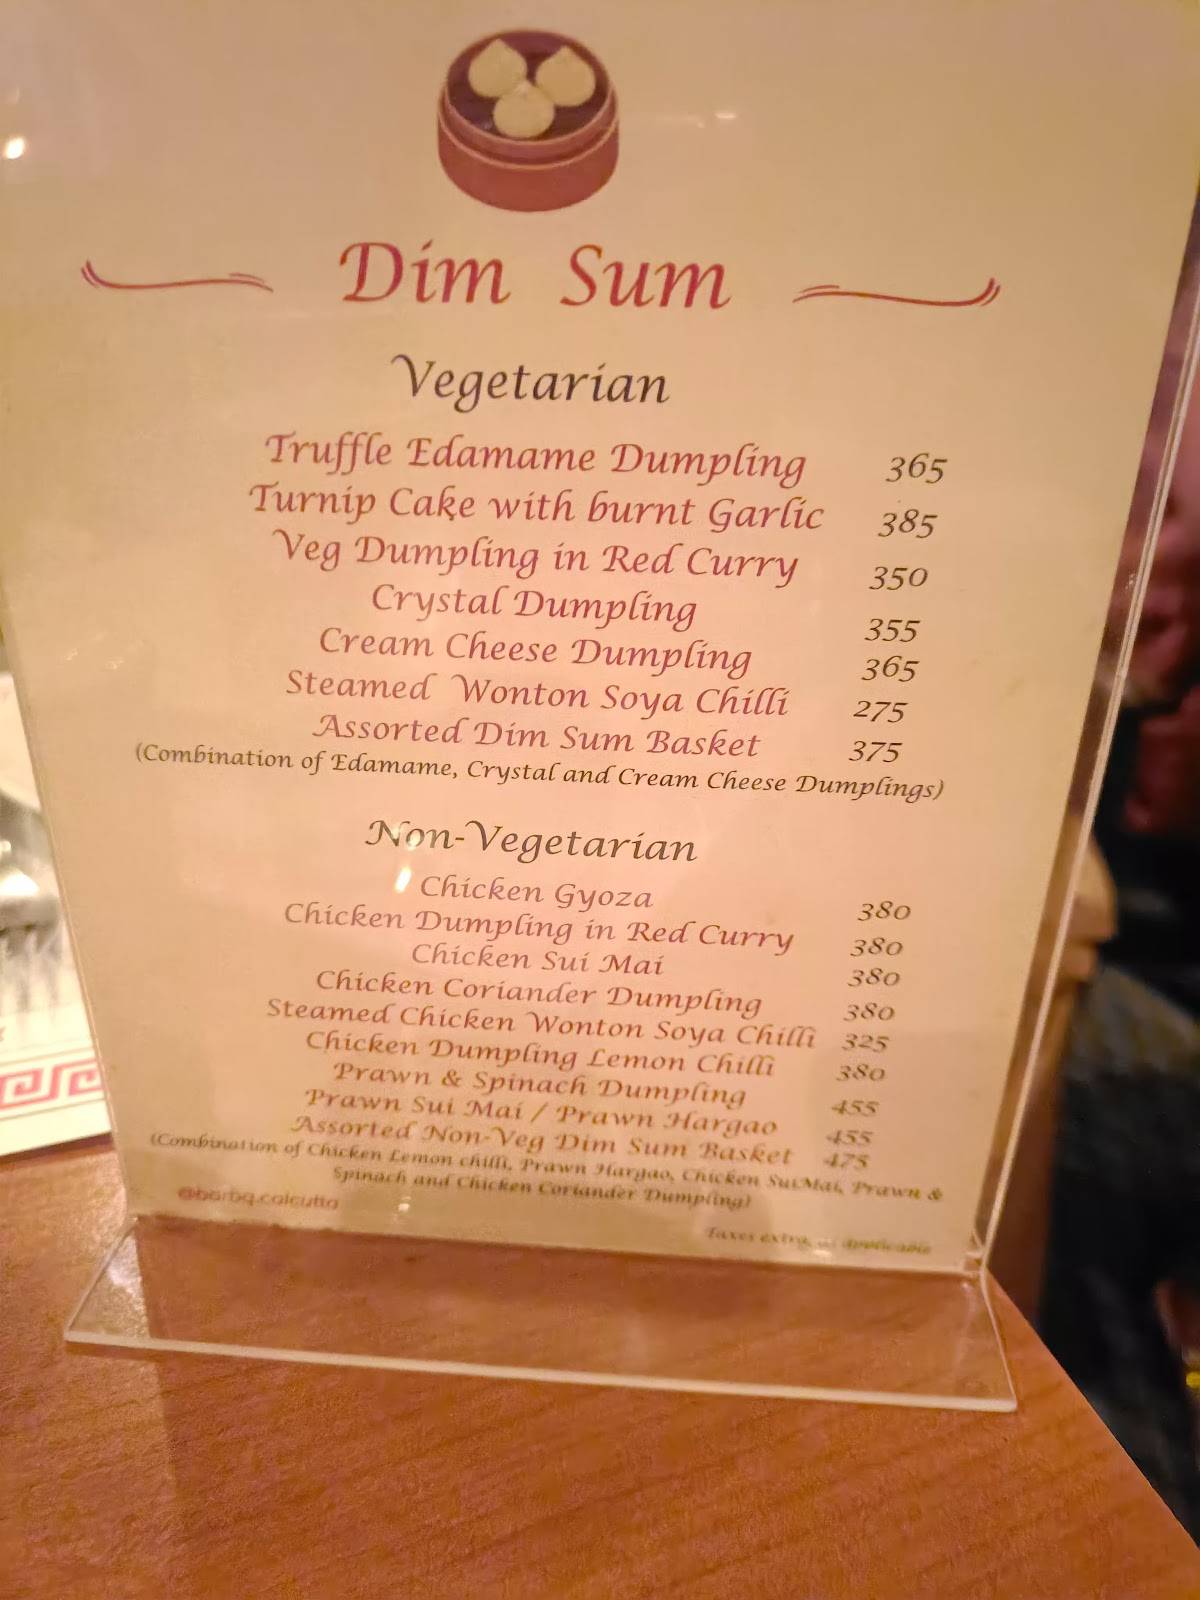 Dim Sum
Vegetarian
Truffle Edamame Dumpling 365
Turnip Cake with burnt Garlic 385
Veg Dumpling in Red Curry 350
Crystal Dumpling 355
Cream Cheese Dumpling 365
Steamed Wonton Soya Chilli 275
Assorted Dim Sum Basket 375
(Combination of Edamame, Crystal and Cream Cheese Dumplings)
Non-Vegetarian
Chicken Gyoza 380
Chicken Dumpling in Red Curry 380
Chicken Sui Mai 380
Chicken Coriander Dumpling 380
Steamed Chicken Wonton Soya Chilli 325
Chicken Dumpling Lemon Chilli 380
Prawn & Spinach Dumpling 455
Prawn Sui Mai / Prawn Hargao 455
Assorted Non-Veg Dim Sum Basket 475
(Combination of Chicken Lemon chilli, Prawn Hargao, Chicken SuiMai, Prawn &
Spinach and Chicken Coriander Dumpling)
@barbq.calcutta
Taxes extra, as applicable